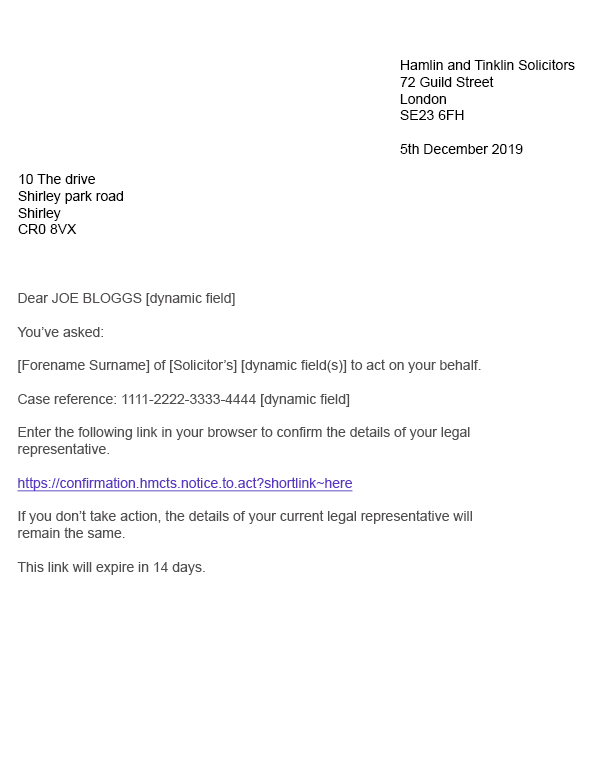 Hamlin and Tinklin Solicitors
72 Guild Street
London
SE23 6FH
5th December 2019
10 The drive
Shirley park road
Shirley
CR0 8VX
Dear JOE BLOGGS [dynamic field]
You’ve asked:
[Forename Surname] of [Solicitor’s] [dynamic field(s)] to act on your behalf.
Case reference: 1111-2222-3333-4444 [dynamic field]
Enter the following link in your browser to confirm the details of your legal
representative.
https://confirmation.hmcts.notice.to.act?shortlink~here
If you don’t take action, the details of your current legal representative will
remain the same.
This link will expire in 14 days.